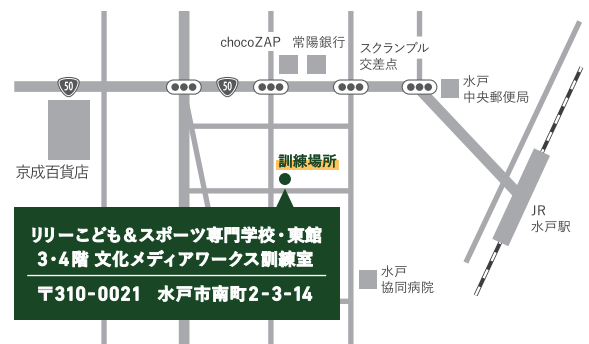 chocoZAP
常陽銀行
スクランブル
交差点
50
50
水戸
中央郵便局
京成百貨店
訓練場所
JR
水戸駅
リリーこども&スポーツ専門学校・東館
3・4階 文化メディアワークス訓練室
〒310-0021 水戸市南町2-3-14
水戸
協同病院